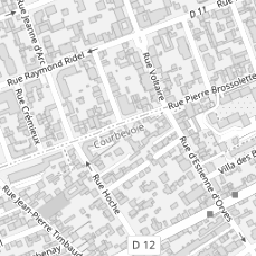 Rue Jeanne d'Arc
D 11
Rue Raymond Ridel
Rue Voltaire
Rue Crémieux
Rue Pierre Brossolette
Courbevoie
Rue d'Estienne d'Orves
Villa des B
Rue Hoche
Rue Jean-Pierre Timbaud
D 12